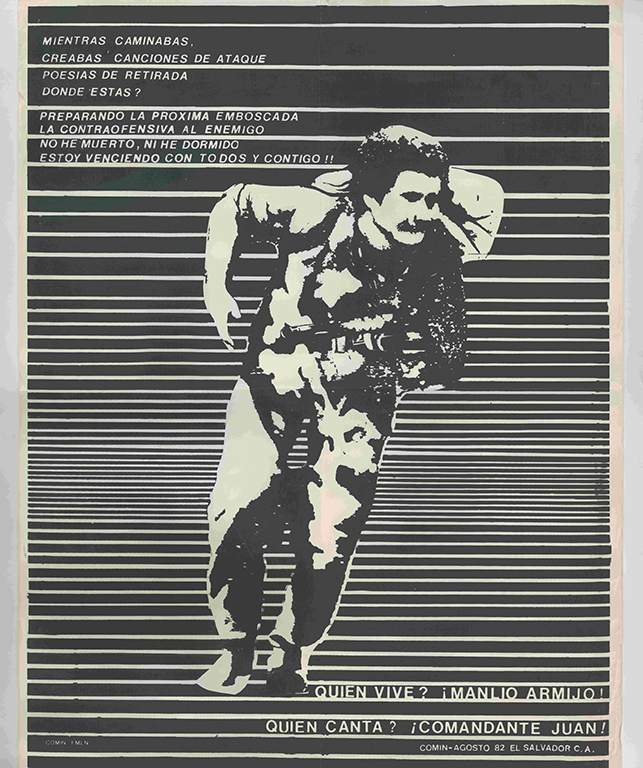 MIENTRAS CAMINABAS,
CREABAS CANCIONES DE ATAQUE
POESIAS DE RETIRADA
DONDE ESTAS?
PREPARANDO LA PROXIMA EMBOSCADA
LA CONTRAOFENSIVA AL ENEMIGO
NO HE MUERTO, NI HE DORMIDO
ESTOY VENCIENDO CON TODOS Y CONTIGO !!
QUIEN VIVE? ¡MANLIO ARMIJO!
QUIEN CANTA? ¡COMANDANTE JUAN!
COMIN FMLN
COMIN-AGOSTO 82 EL SALVADOR C.A.